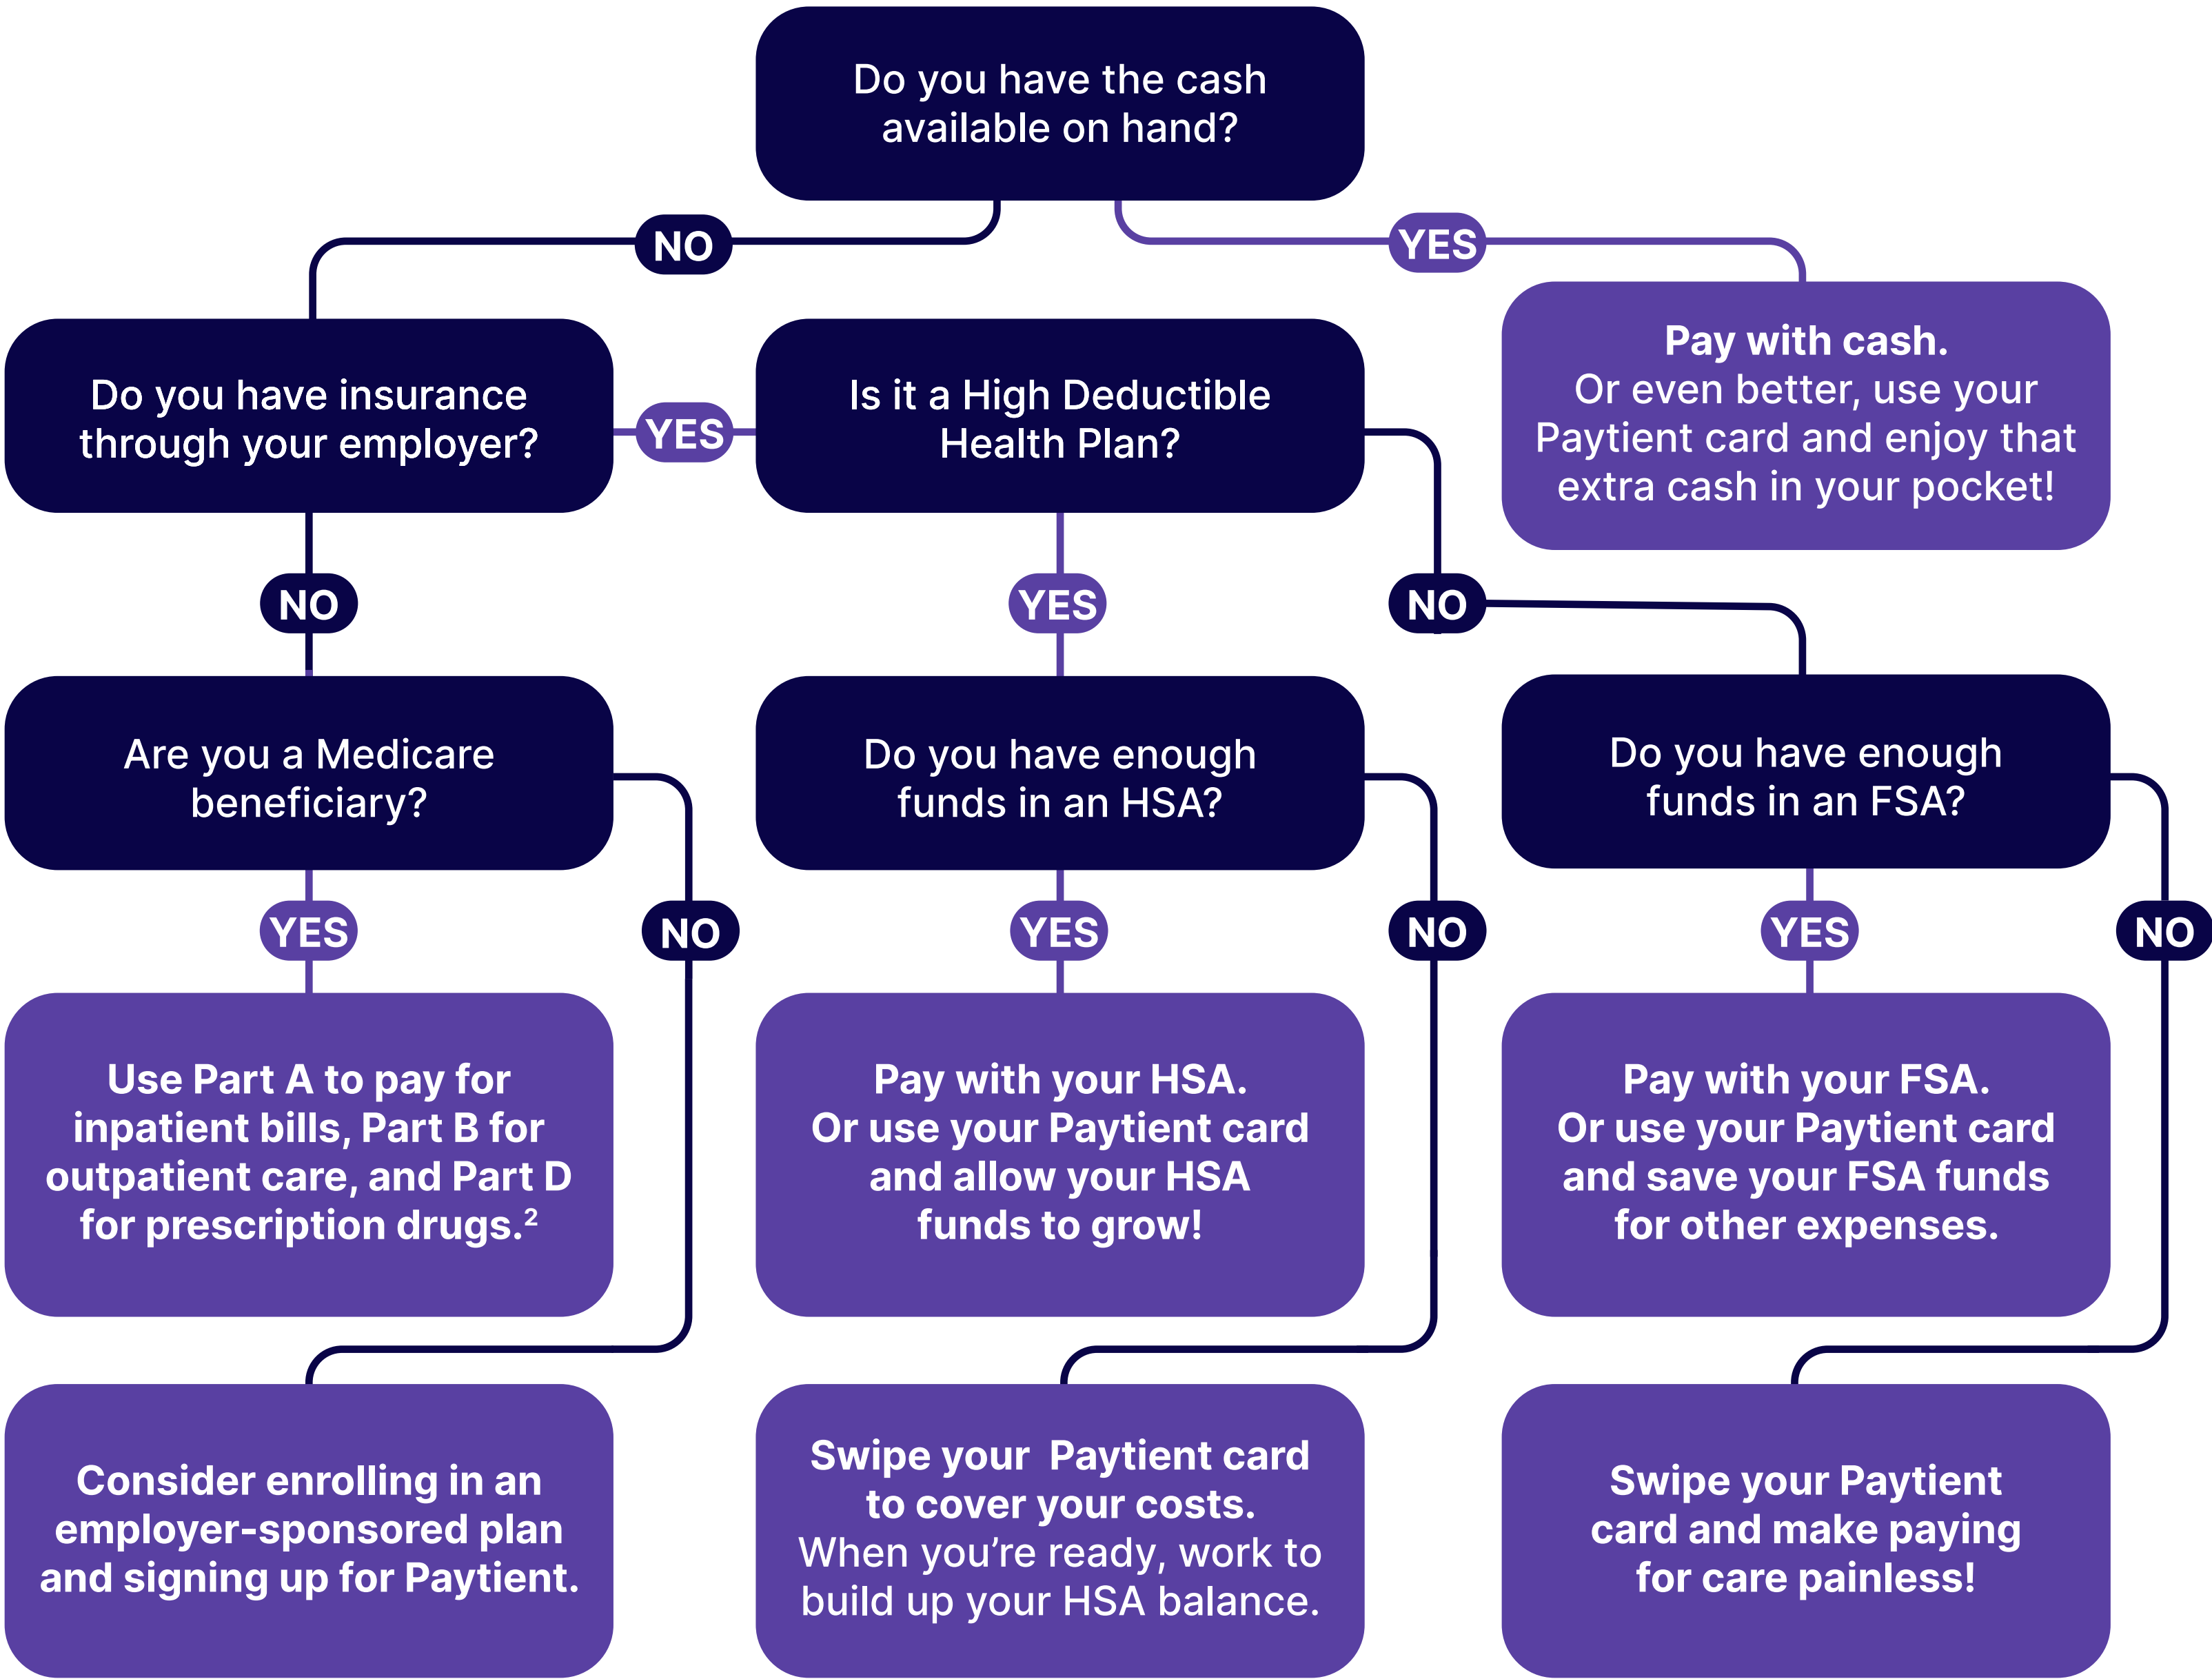 Do you have the cash
available on hand?
NO
YES
Do you have insurance
through your employer?
YES
Is it a High Deductible
Health Plan?
Pay with cash.
Or even better, use your
Paytient card and enjoy that
extra cash in your pocket!
NO
YES
NO
Are you a Medicare
beneficiary?
Do you have enough
funds in an HSA?
Do you have enough
funds in an FSA?
YES
NO
YES
NO
YES
NO
Use Part A to pay for
inpatient bills, Part B for
outpatient care, and Part D
for prescription drugs.²
Pay with your HSA.
Or use your Paytient card
and allow your HSA
funds to grow!
Pay with your FSA.
Or use your Paytient card
and save your FSA funds
for other expenses.
Consider enrolling in an
employer-sponsored plan
and signing up for Paytient.
Swipe your Paytient card
to cover your costs.
When you’re ready, work to
build up your HSA balance.
Swipe your Paytient
card and make paying
for care painless!